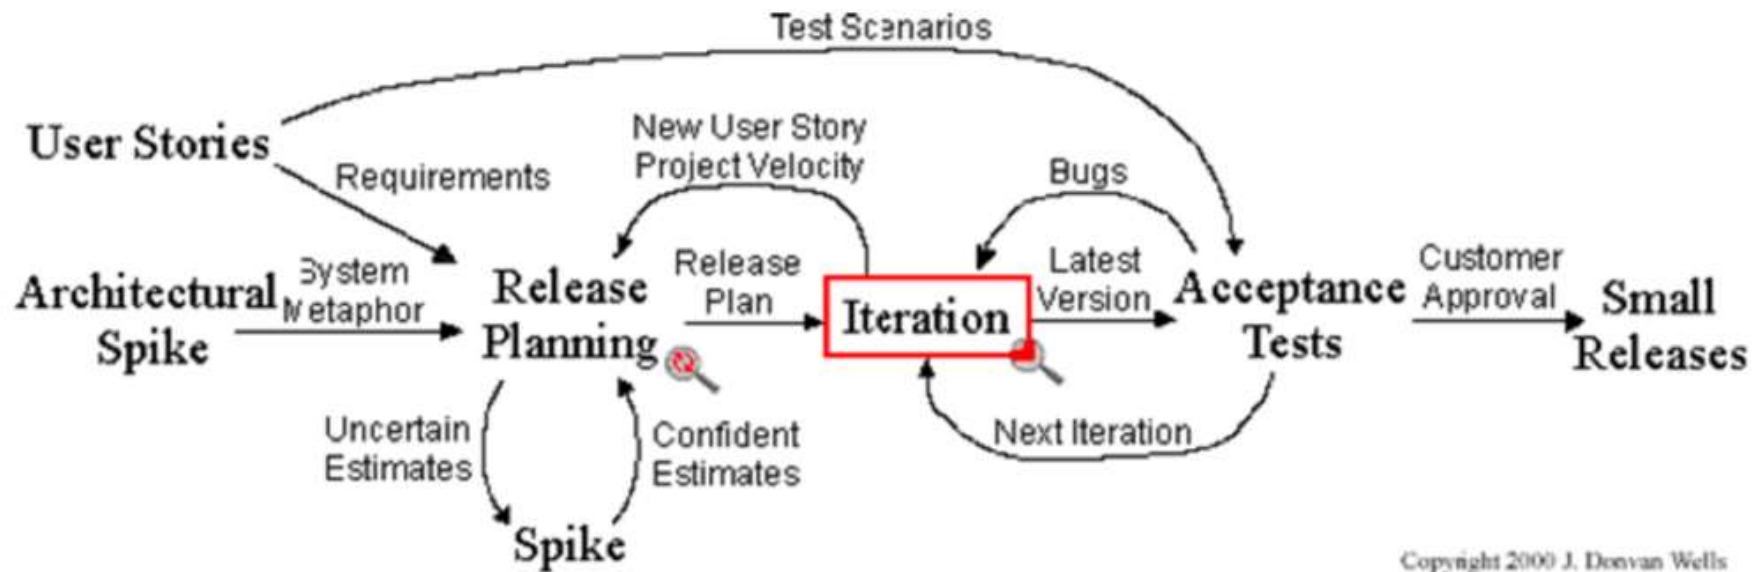 Test Scenarios
User Stories
New User Story
Project Velocity
Requirements
Bugs
Architectural
Spike
System
Metaphor
Release
Planning
Release
Plan
Iteration
Latest
Version
Acceptance
Tests
Customer
Approval
Small
Releases
Uncertain
Estimates
Confident
Estimates
Next Iteration
Spike
Copyright 2000 J. Donvan Wells